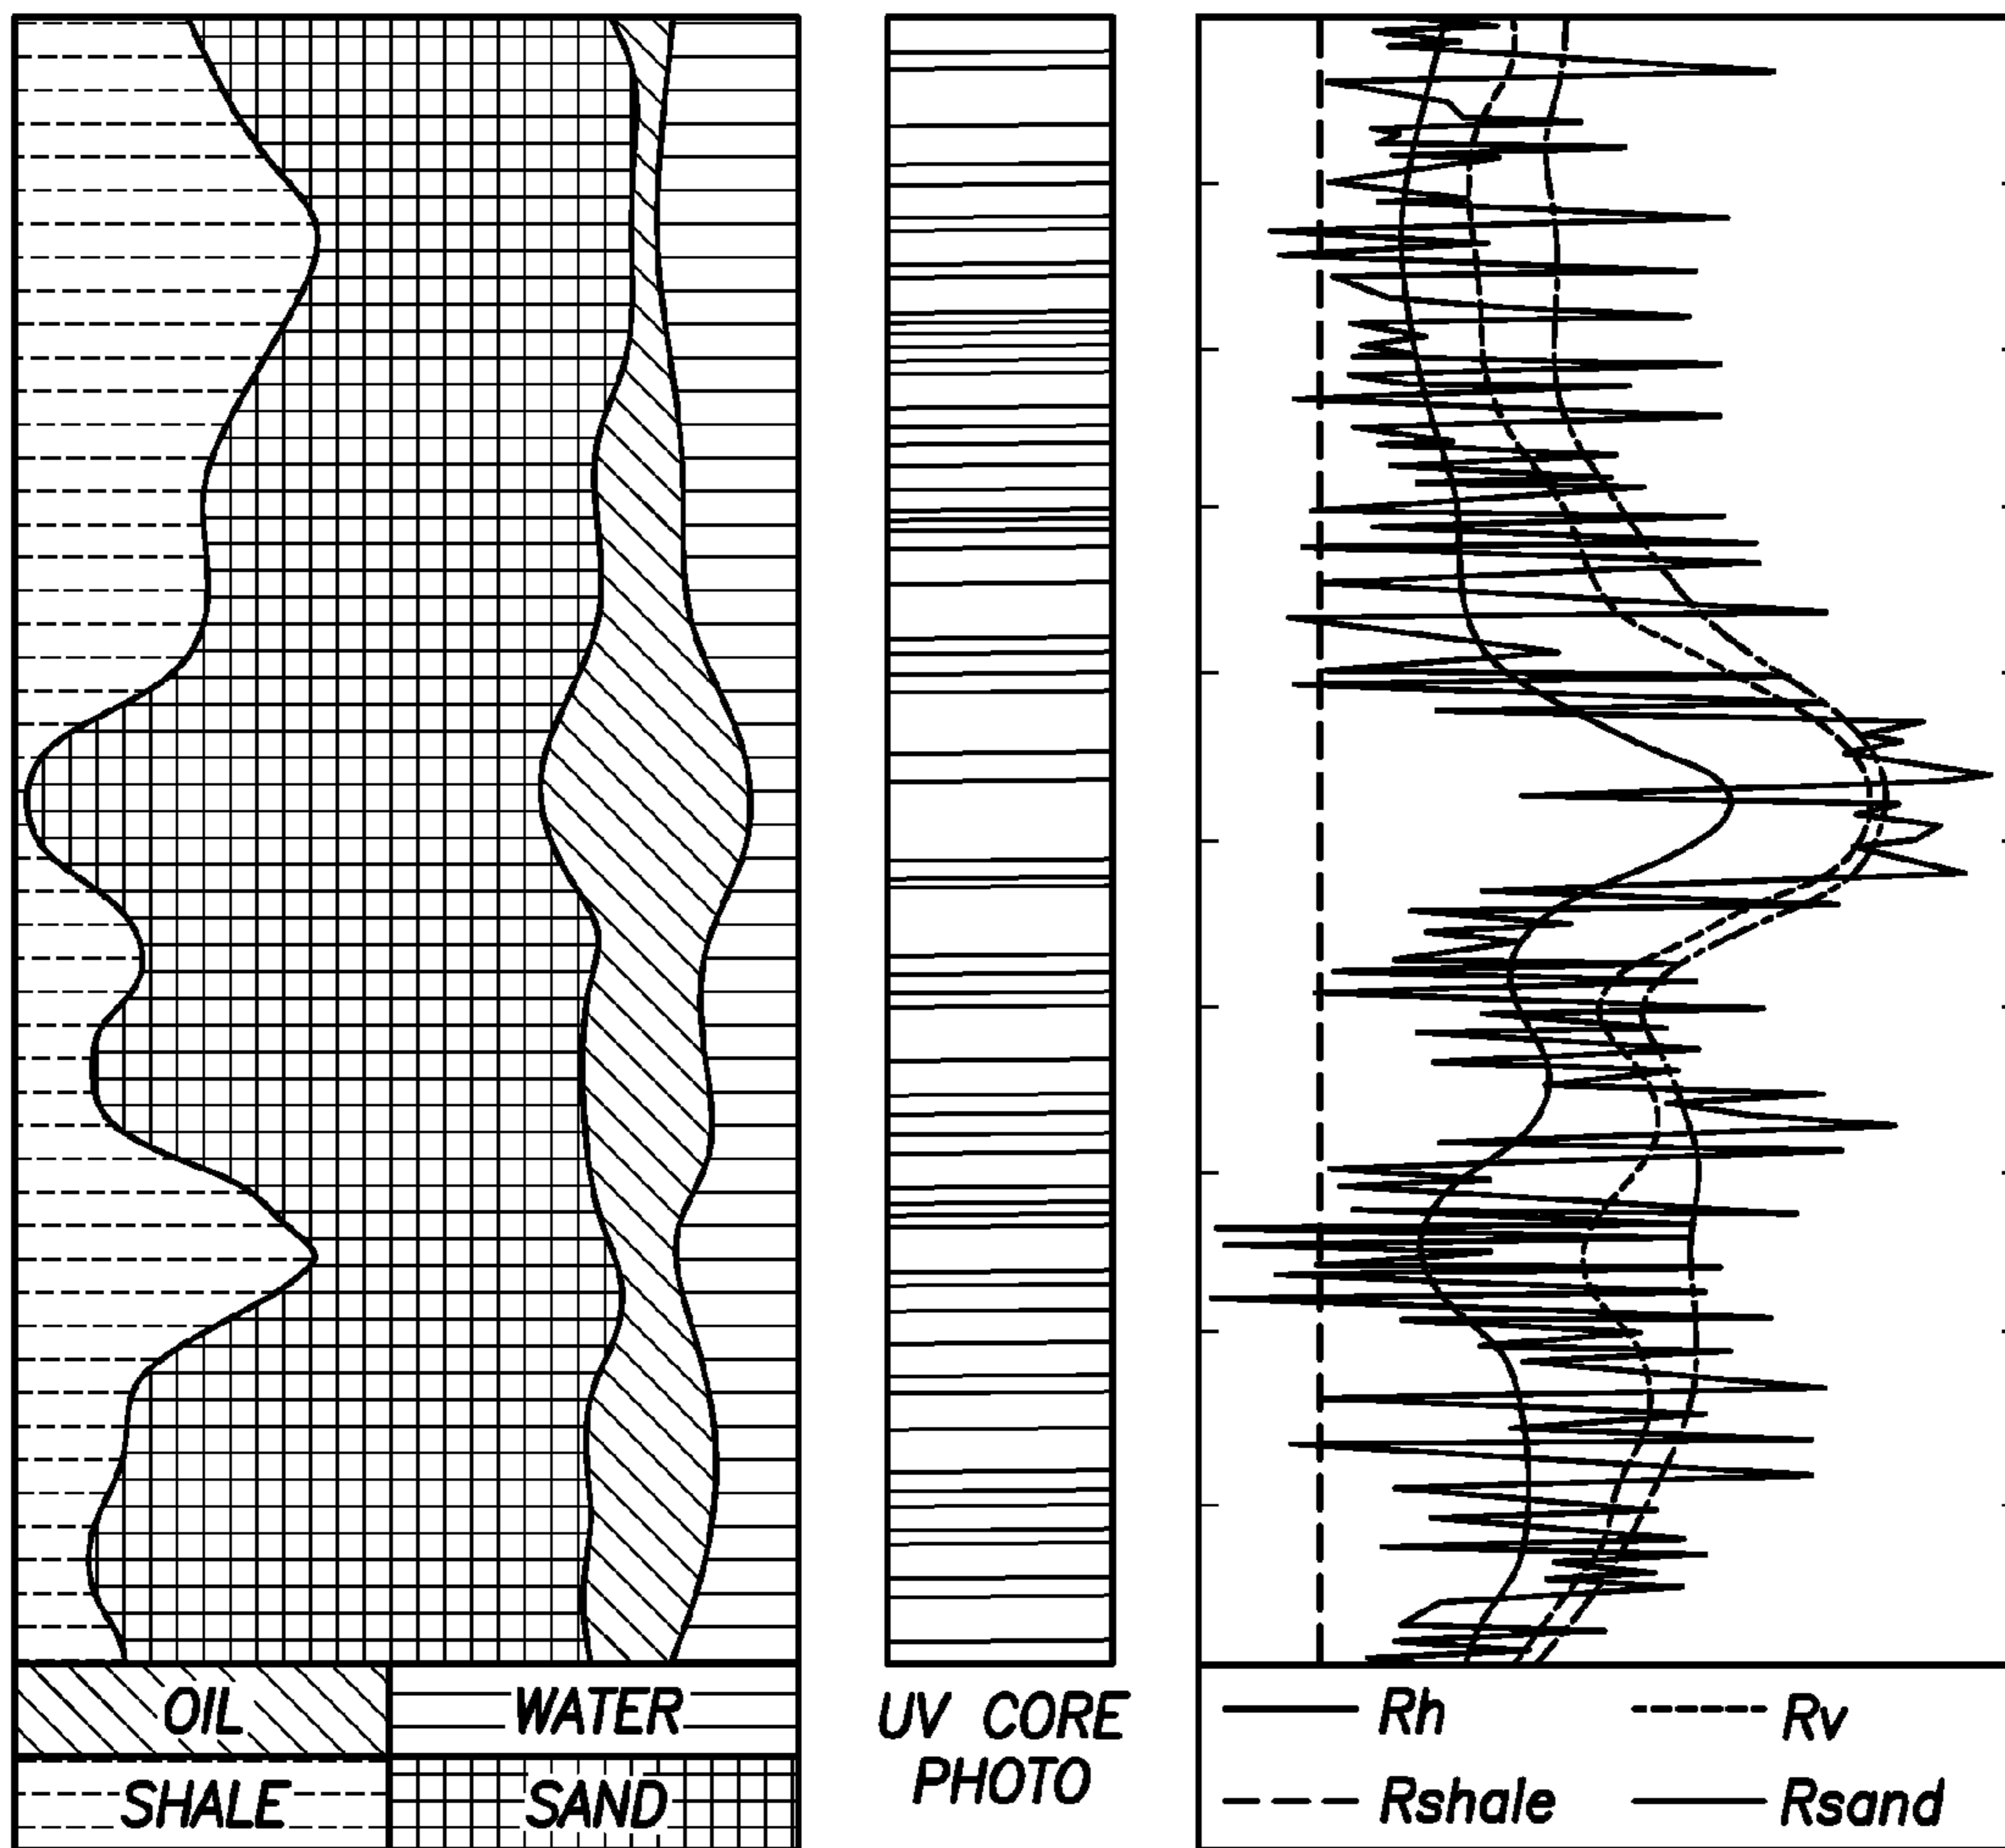 OIL WATER
SHALE SAND
UV CORE
PHOTO
Rh Rv
Rshale Rsand